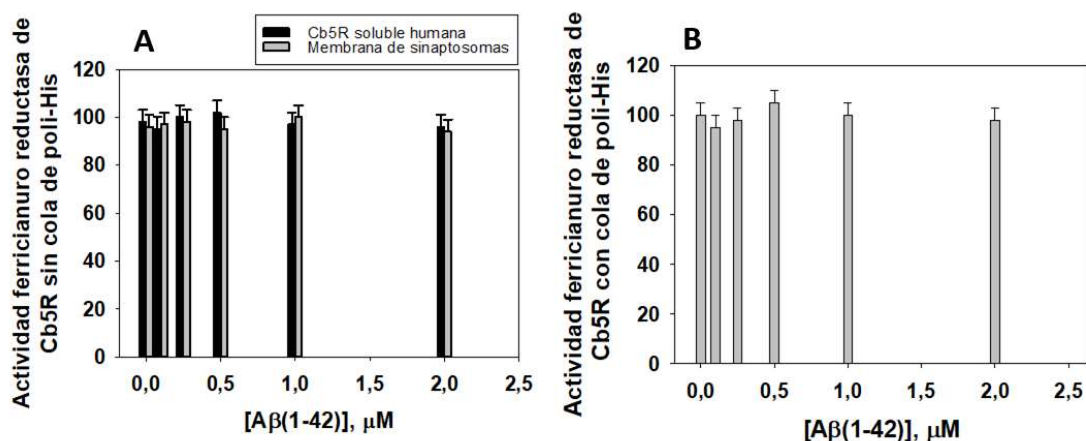 A
Cb5R soluble humana
Membrana de sinaptosomas
Actividad ferricianuro reductasa de
Cb5R sin cola de poli-His
120
100
80
60
40
20
0
0,0 0,5 1,0 1,5 2,0 2,5
[Aβ(1-42)], μM
B
Actividad ferricianuro reductasa de
Cb5R con cola de poli-His
120
100
80
60
40
20
0
0,0 0,5 1,0 1,5 2,0 2,5
[Aβ(1-42)], μM